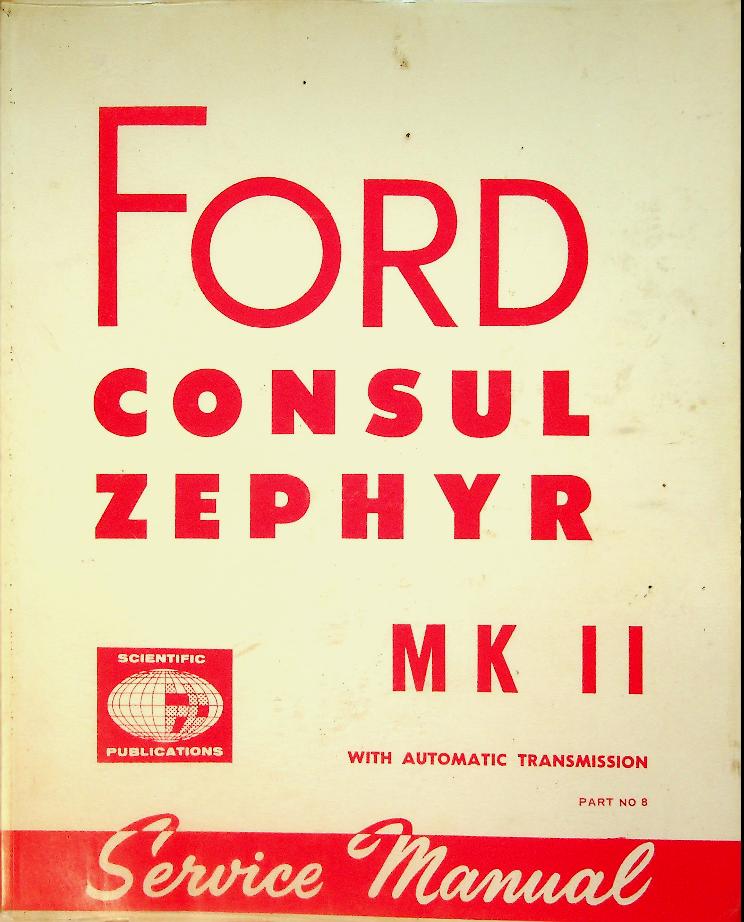 FORD
CONSUL
ZEPHYR
MK II
SCIENTIFIC
PUBLICATIONS
WITH AUTOMATIC TRANSMISSION
PART NO 8
Service Manual